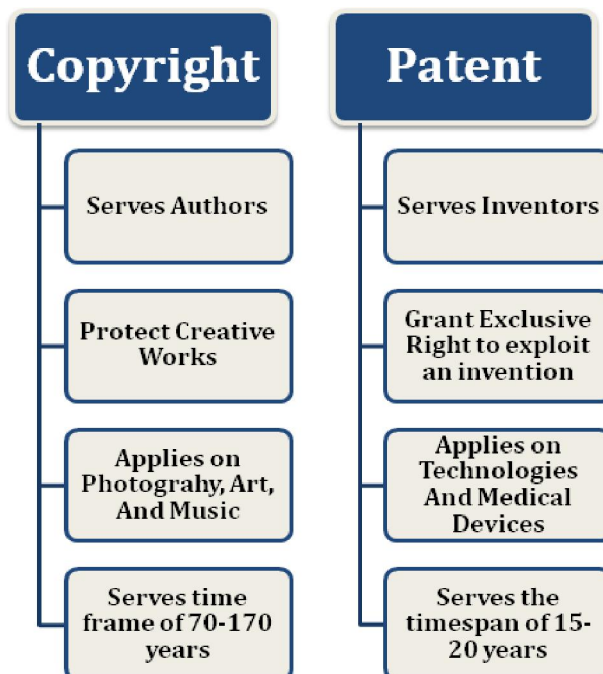 Copyright
Serves Authors
Protect Creative
Works
Applies on
Photograhy, Art,
And Music
Serves time
frame of 70-170
years
Patent
Serves Inventors
Grant Exclusive
Right to exploit
an invention
Applies on
Technologies
And Medical
Devices
Serves the
timespan of 15-
20 years